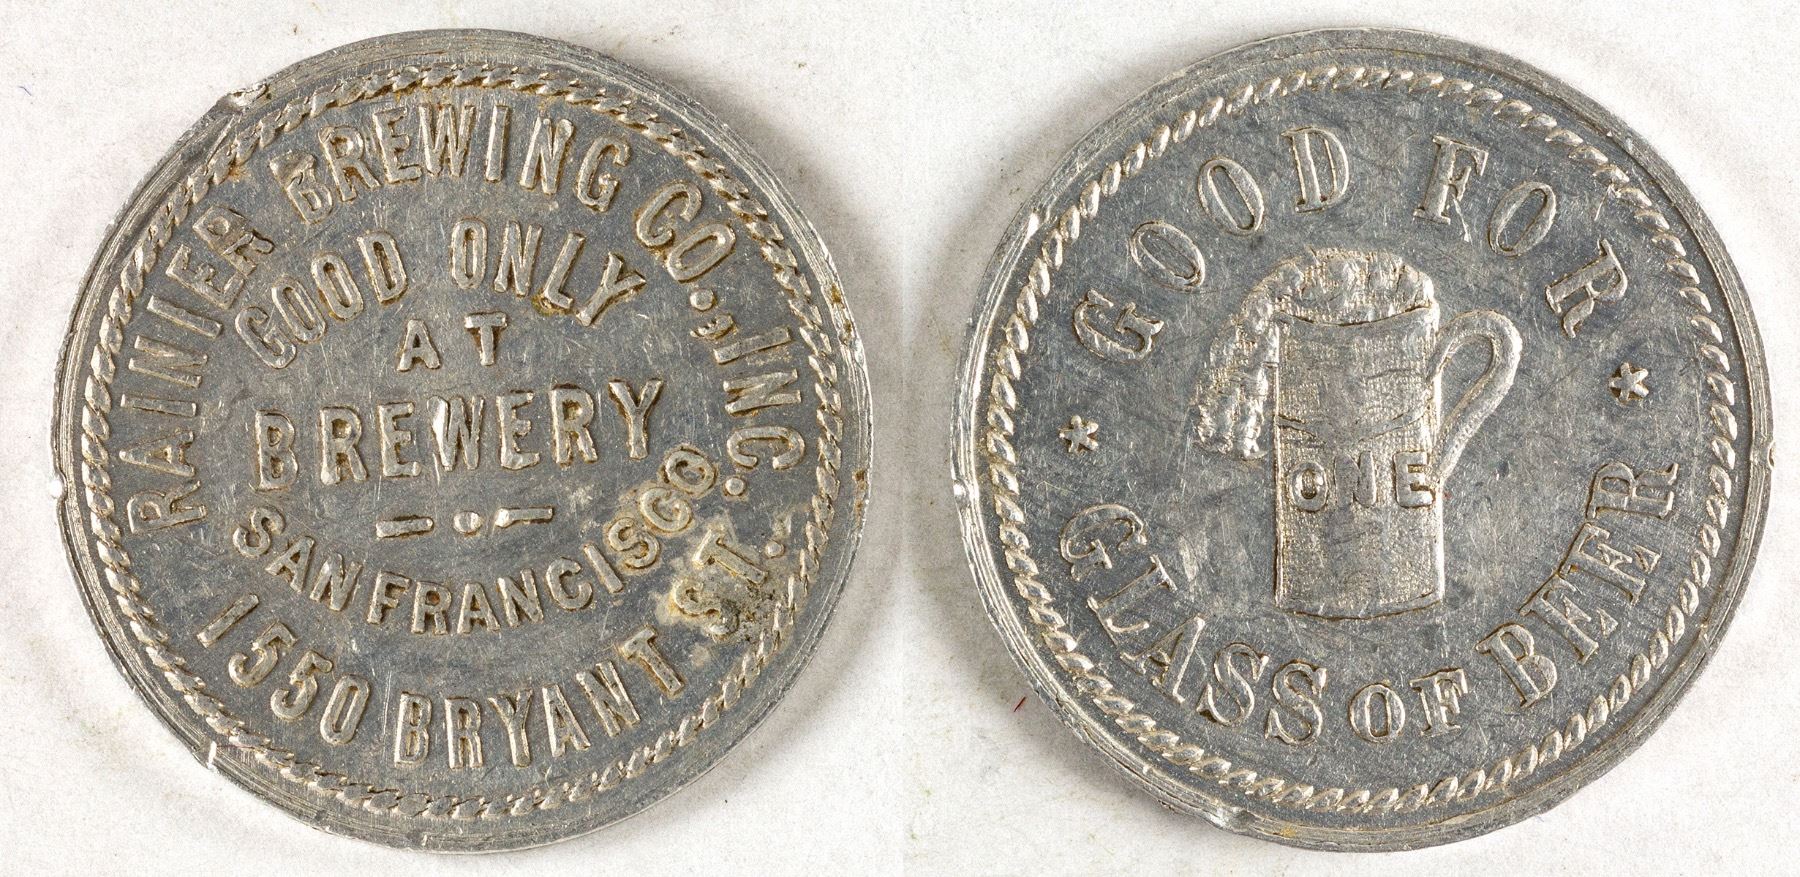 RAINIER BREWING CO., INC.
GOOD ONLY
AT
BREWERY
SAN FRANCISCO
1550 BRYANT ST.
GOOD FOR
ONE
GLASS OF BEER